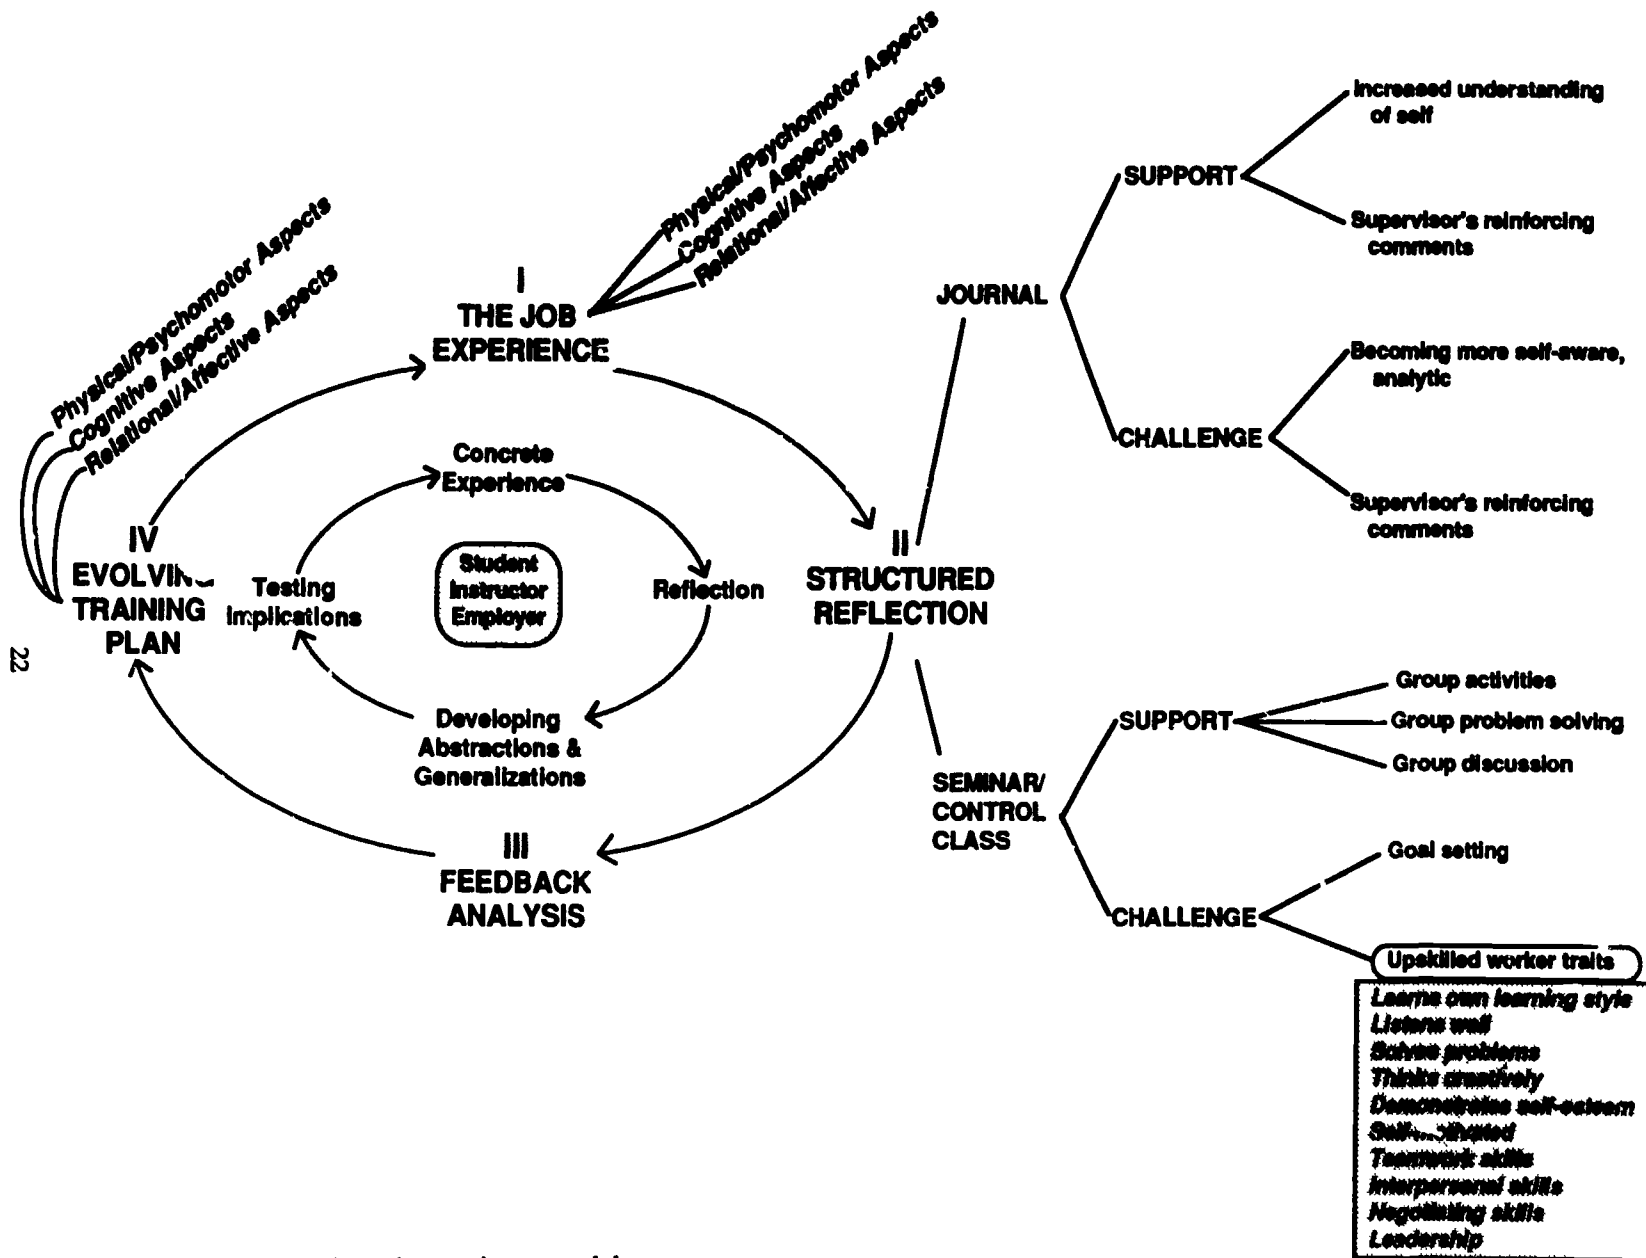 Physical/Psychomotor Aspects
Cognitive Aspects
Relational/Affective Aspects
I
THE JOB
EXPERIENCE
Physical/Psychomotor Aspects
Cognitive Aspects
Relational/Affective Aspects
IV
TRAINING
PLAN
Concrete
Experience
Testing
Implications
Student
Instructor
Employer
Reflection
Developing
Abstractions &
Generalizations
II
STRUCTURED
REFLECTION
III
FEEDBACK
ANALYSIS
JOURNAL
SUPPORT
Increased understanding
of self
Supervisor's reinforcing
comments
CHALLENGE
Becoming more self-aware,
analytic
Supervisor's reinforcing
comments
SEMINAR/
CONTROL
CLASS
SUPPORT
Group activities
Group problem solving
Group discussion
CHALLENGE
Goal setting
Upskilled worker traits
Learns own learning style
Listens well
Solves problems
Thinks creatively
Demonstrates self-esteem
Teamwork skills
Interpersonal skills
Negotiating skills
Leadership
22